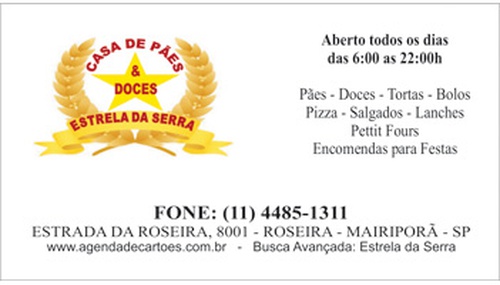 CASA DE PÃES
& DOCES
ESTRELA DA SERRA
Aberto todos os dias
das 6:00 as 22:00h
Pães - Doces - Tortas - Bolos
Pizza - Salgados - Lanches
Pettit Fours
Encomendas para Festas
FONE: (11) 4485-1311
ESTRADA DA ROSEIRA, 8001 - ROSEIRA - MAIRIPORÃ - SP
www.agendadecartoes.com.br - Busca Avançada: Estrela da Serra